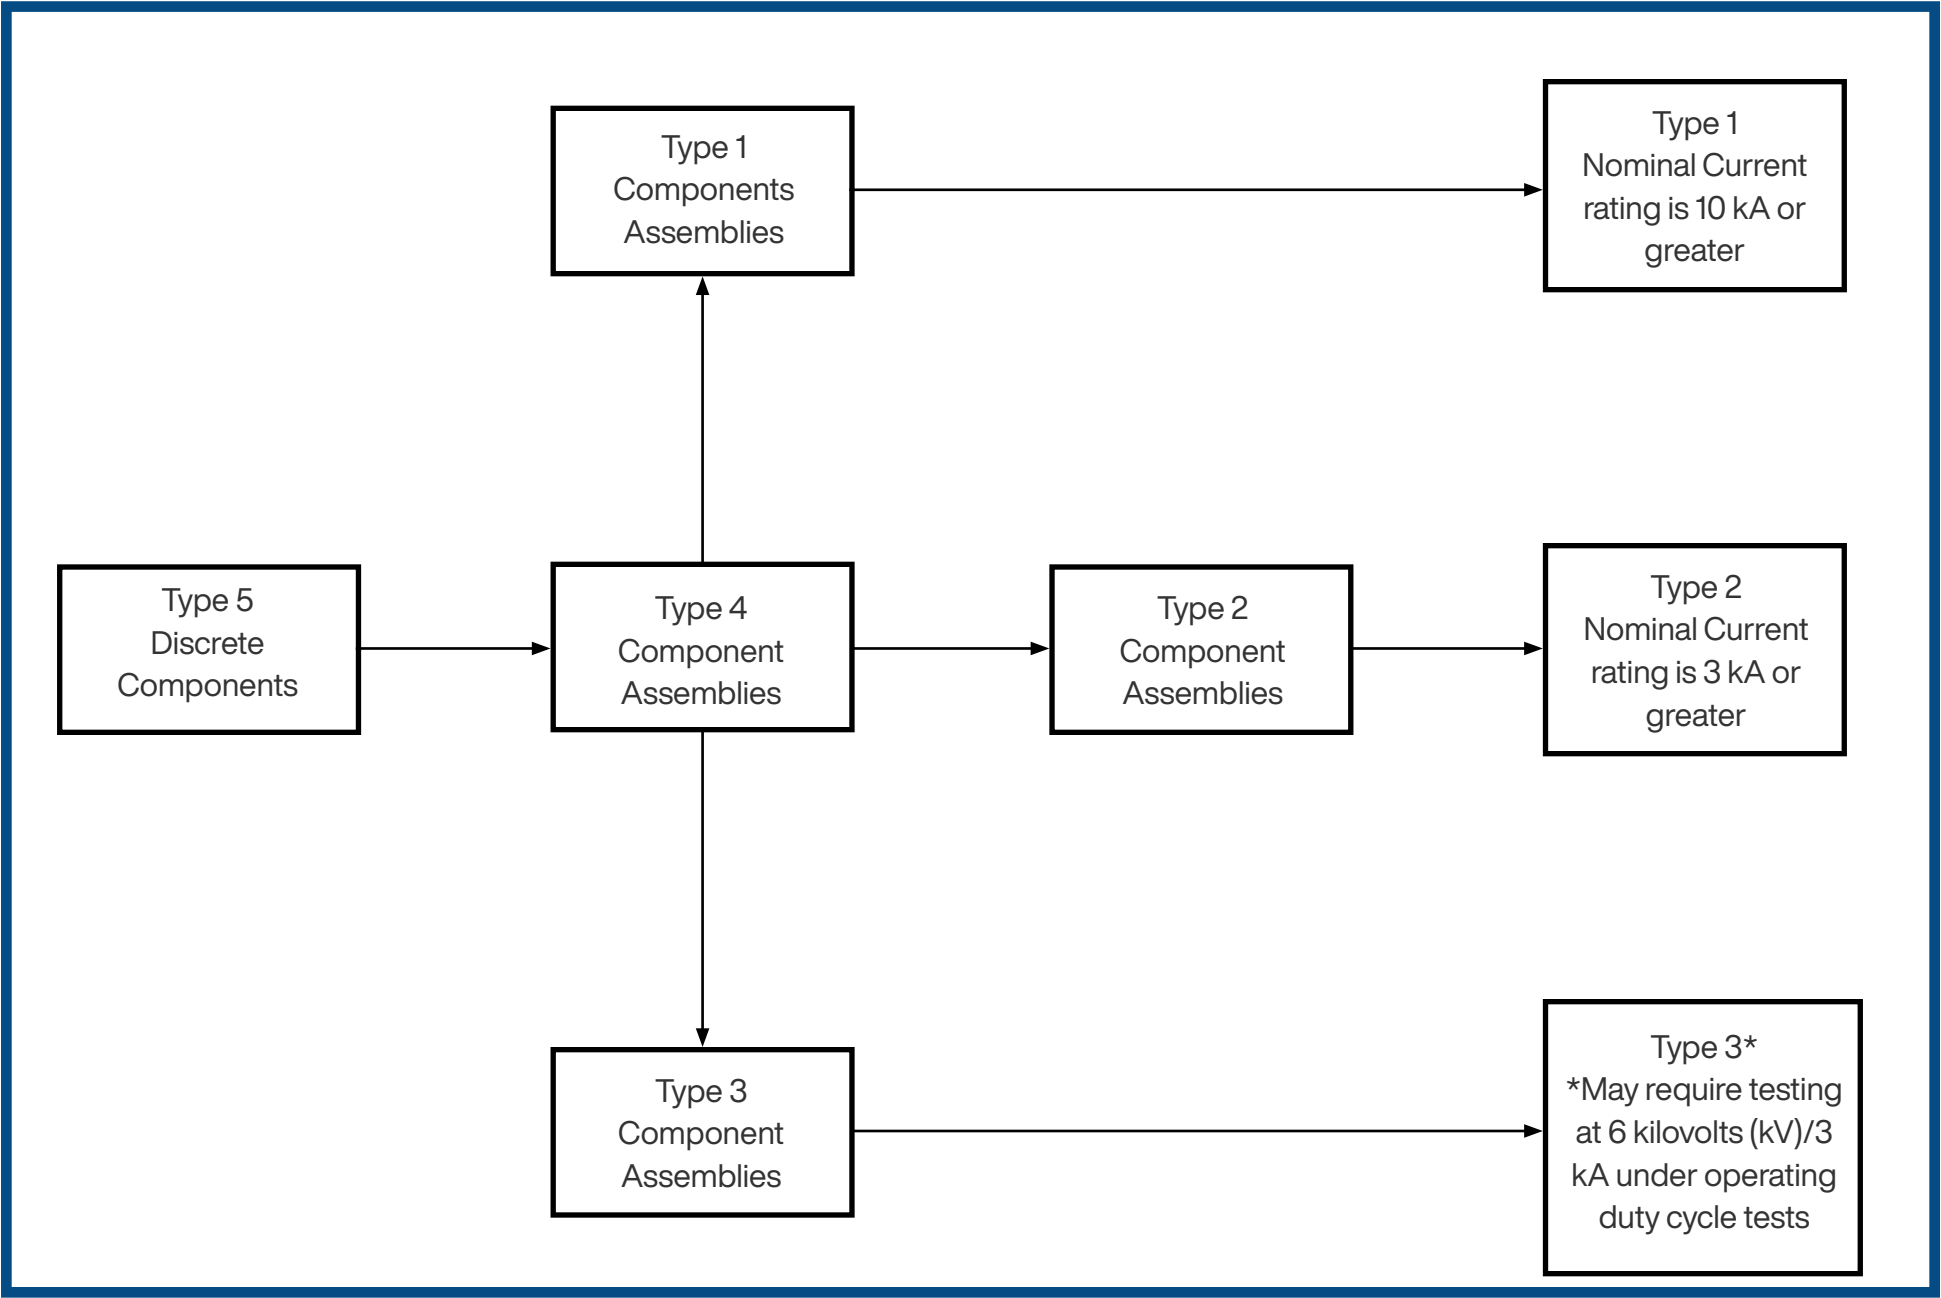 Type 1
Components
Assemblies
Type 1
Nominal Current
rating is 10 kA or
greater
Type 5
Discrete
Components
Type 4
Component
Assemblies
Type 2
Component
Assemblies
Type 2
Nominal Current
rating is 3 kA or
greater
Type 3
Component
Assemblies
Type 3*
*May require testing
at 6 kilovolts (kV)/3
kA under operating
duty cycle tests